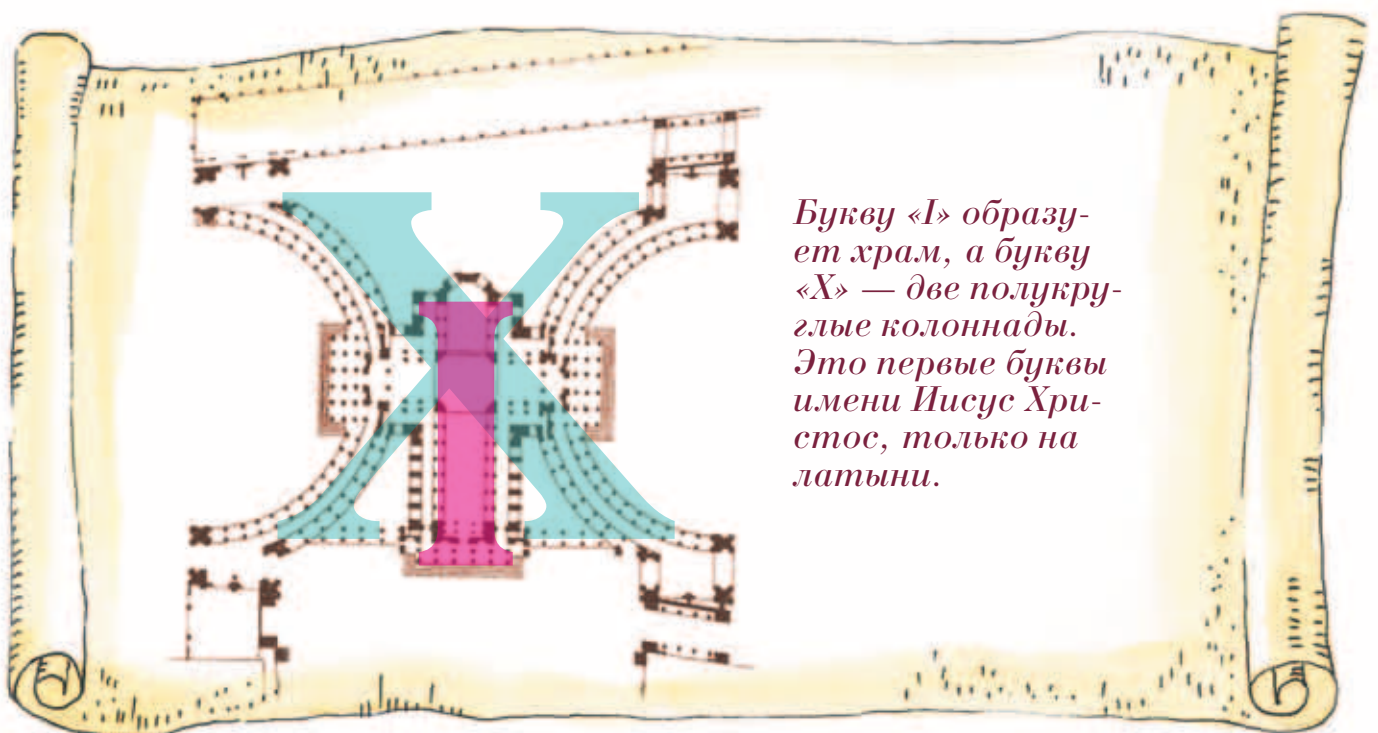 X
I
Букву «I» образу-
ет храм, а букву
«Х» — две полукру-
глые колоннады.
Это первые буквы
имени Иисус Хри-
стос, только на
латыни.